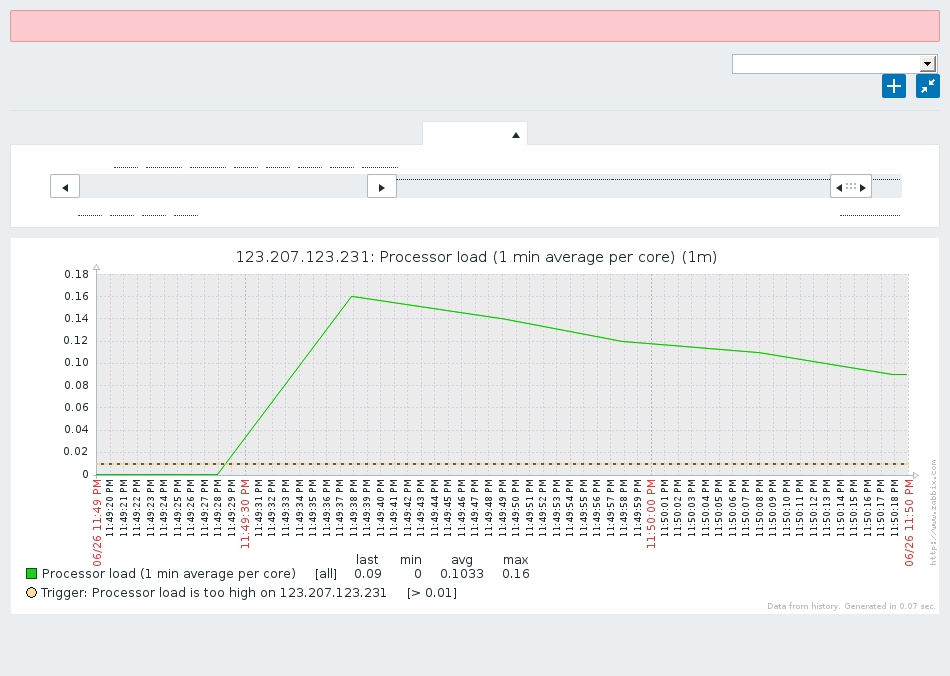 123.207.123.231: Processor load (1 min average per core) (1m)
0.18
0.16
0.14
0.12
0.10
0.08
0.06
0.04
0.02
0
06/26 11:49 PM
11:49:20 PM
11:49:21 PM
11:49:22 PM
11:49:23 PM
11:49:24 PM
11:49:25 PM
11:49:26 PM
11:49:27 PM
11:49:28 PM
11:49:29 PM
11:49:30 PM
11:49:31 PM
11:49:32 PM
11:49:33 PM
11:49:34 PM
11:49:35 PM
11:49:36 PM
11:49:37 PM
11:49:38 PM
11:49:39 PM
11:49:40 PM
11:49:41 PM
11:49:42 PM
11:49:43 PM
11:49:44 PM
11:49:45 PM
11:49:46 PM
11:49:47 PM
11:49:48 PM
11:49:49 PM
11:49:50 PM
11:49:51 PM
11:49:52 PM
11:49:53 PM
11:49:54 PM
11:49:55 PM
11:49:56 PM
11:49:57 PM
11:49:58 PM
11:49:59 PM
11:50:00 PM
11:50:01 PM
11:50:02 PM
11:50:03 PM
11:50:04 PM
11:50:05 PM
11:50:06 PM
11:50:07 PM
11:50:08 PM
11:50:09 PM
11:50:10 PM
11:50:11 PM
11:50:12 PM
11:50:13 PM
11:50:14 PM
11:50:15 PM
11:50:16 PM
11:50:17 PM
11:50:18 PM
06/26 11:50 PM
http://www.zabbix.com
last min avg max
Processor load (1 min average per core) [all] 0.09 0 0.1033 0.16
Trigger: Processor load is too high on 123.207.123.231 [> 0.01]
Data from history. Generated in 0.07 sec.